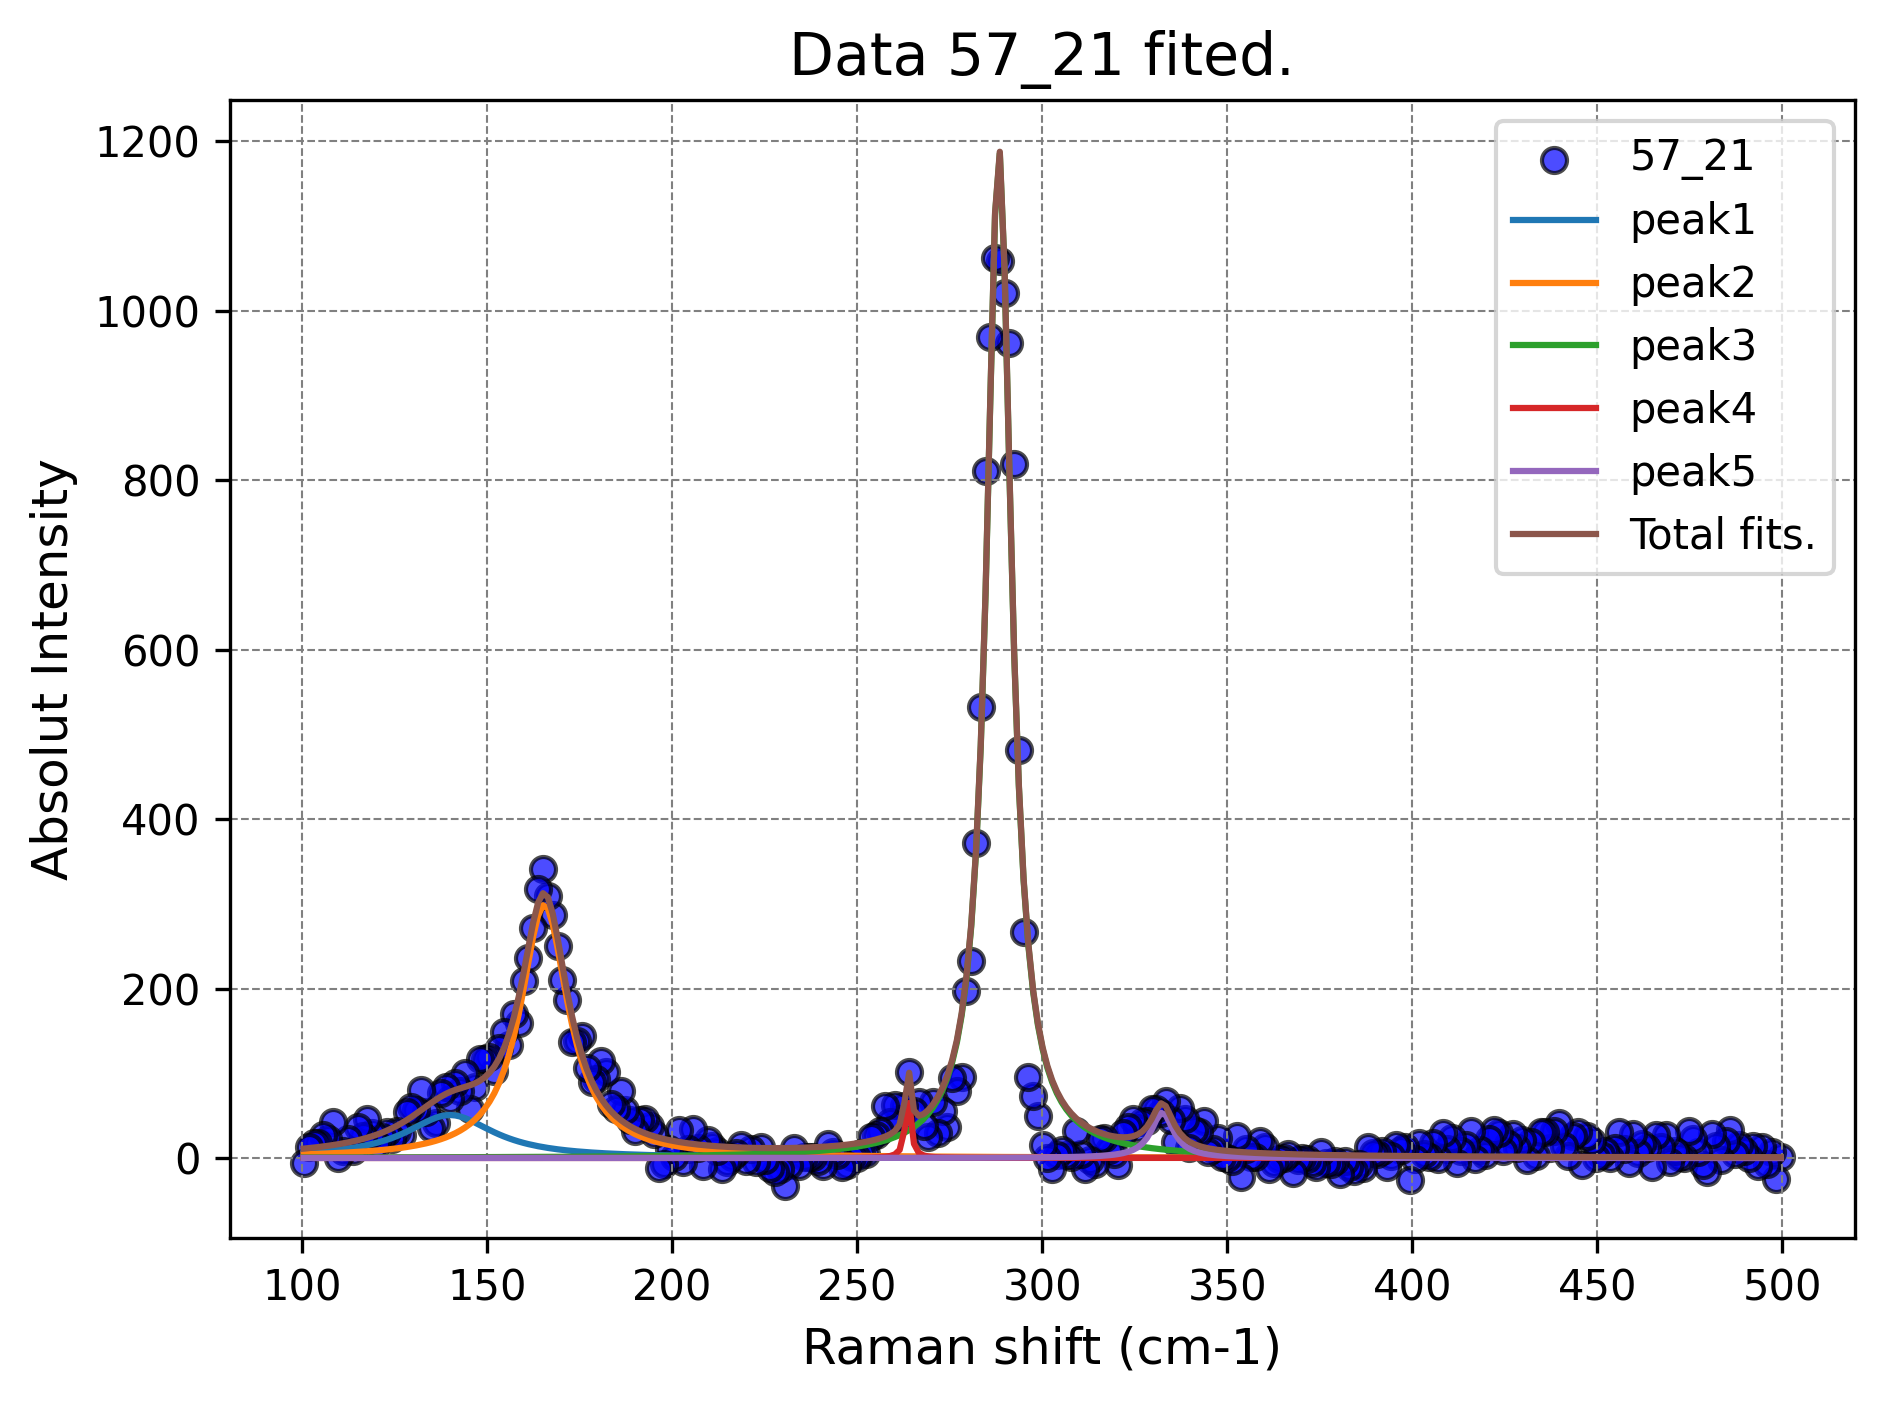 Data 57_21 fited.
1200
1000
800
600
400
200
0
Absolut Intensity
57_21
peak1
peak2
peak3
peak4
peak5
Total fits.
100 150 200 250 300 350 400 450 500
Raman shift (cm-1)